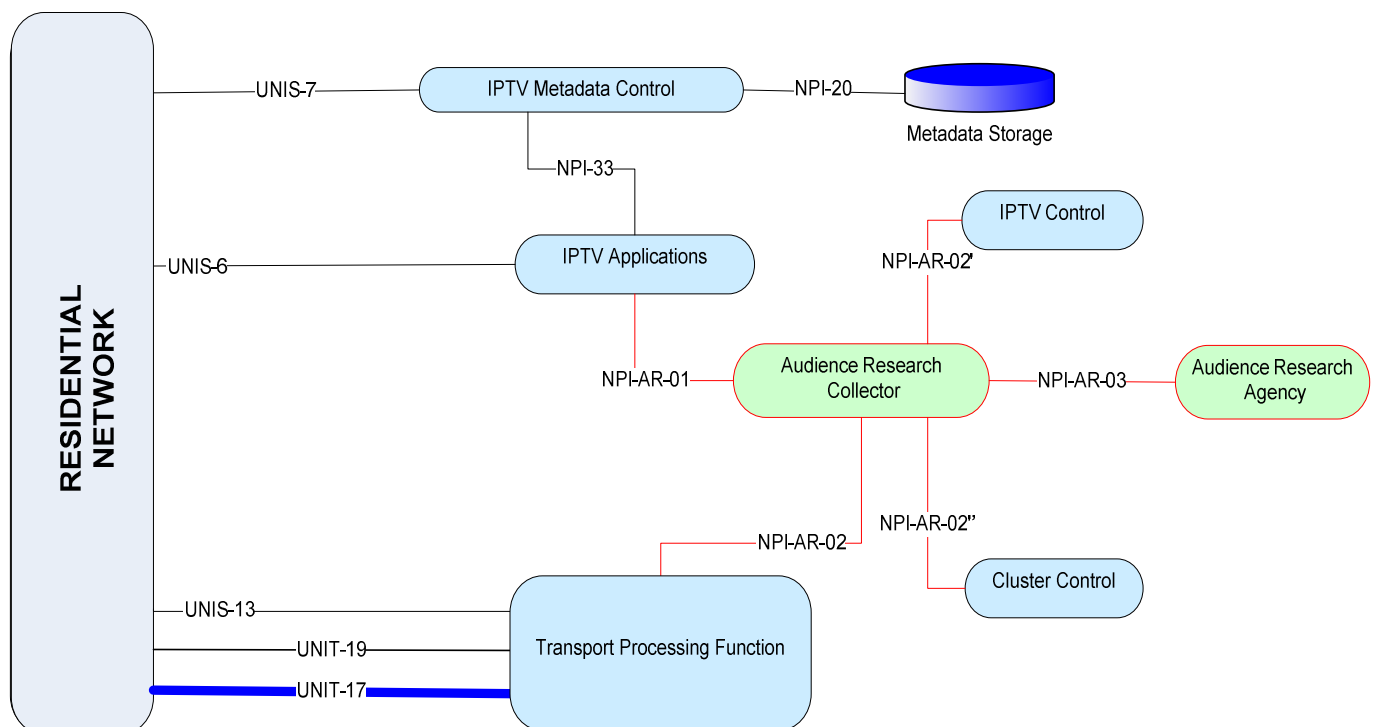 UNIS-7
IPTV Metadata Control
NPI-20
Metadata Storage
NPI-33
IPTV Control
UNIS-6
IPTV Applications
NPI-AR-02'
RESIDENTIAL
NETWORK
NPI-AR-01
Audience Research
Collector
NPI-AR-03
Audience Research
Agency
NPI-AR-02''
NPI-AR-02
Cluster Control
UNIS-13
UNIT-19
Transport Processing Function
UNIT-17